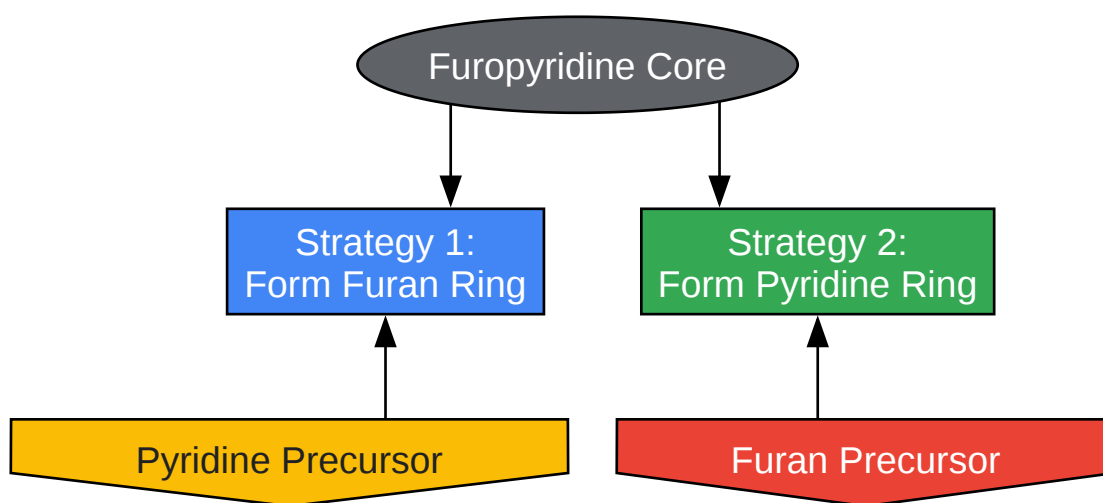 Furopyridine Core
Strategy 1:
Form Furan Ring
Strategy 2:
Form Pyridine Ring
Pyridine Precursor
Furan Precursor